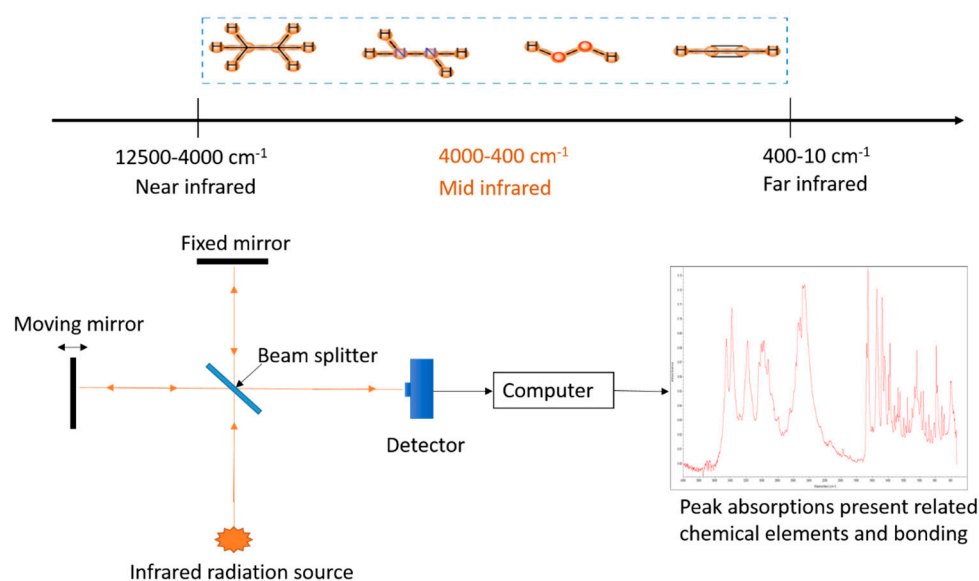 H H H H H H
H N N H H H
H O O H
H H
12500-4000 cm⁻¹
Near infrared
4000-400 cm⁻¹
Mid infrared
400-10 cm⁻¹
Far infrared
Fixed mirror
Moving mirror
Beam splitter
Computer
Detector
Infrared radiation source
Peak absorptions present related
chemical elements and bonding